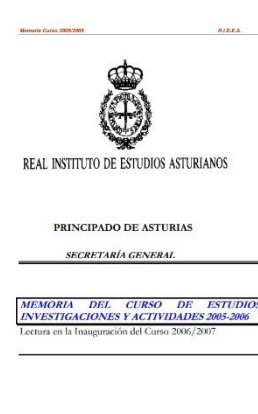 Memoria Curso 2005/2006 R.I.D.E.A.
REAL INSTITUTO DE ESTUDIOS ASTURIANOS
PRINCIPADO DE ASTURIAS
SECRETARÍA GENERAL
MEMORIA DEL CURSO DE ESTUDIOS
INVESTIGACIONES Y ACTIVIDADES 2005-2006
Lectura en la Inauguración del Curso 2006/2007